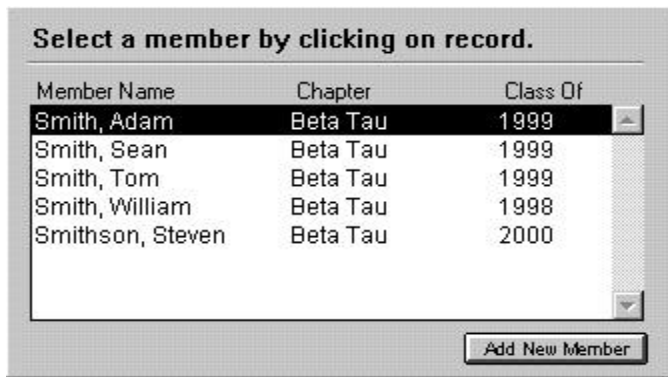 Select a member by clicking on record.
Member Name Chapter Class Of
Smith, Adam Beta Tau 1999
Smith, Sean Beta Tau 1999
Smith, Tom Beta Tau 1999
Smith, William Beta Tau 1998
Smithson, Steven Beta Tau 2000
Add New Member